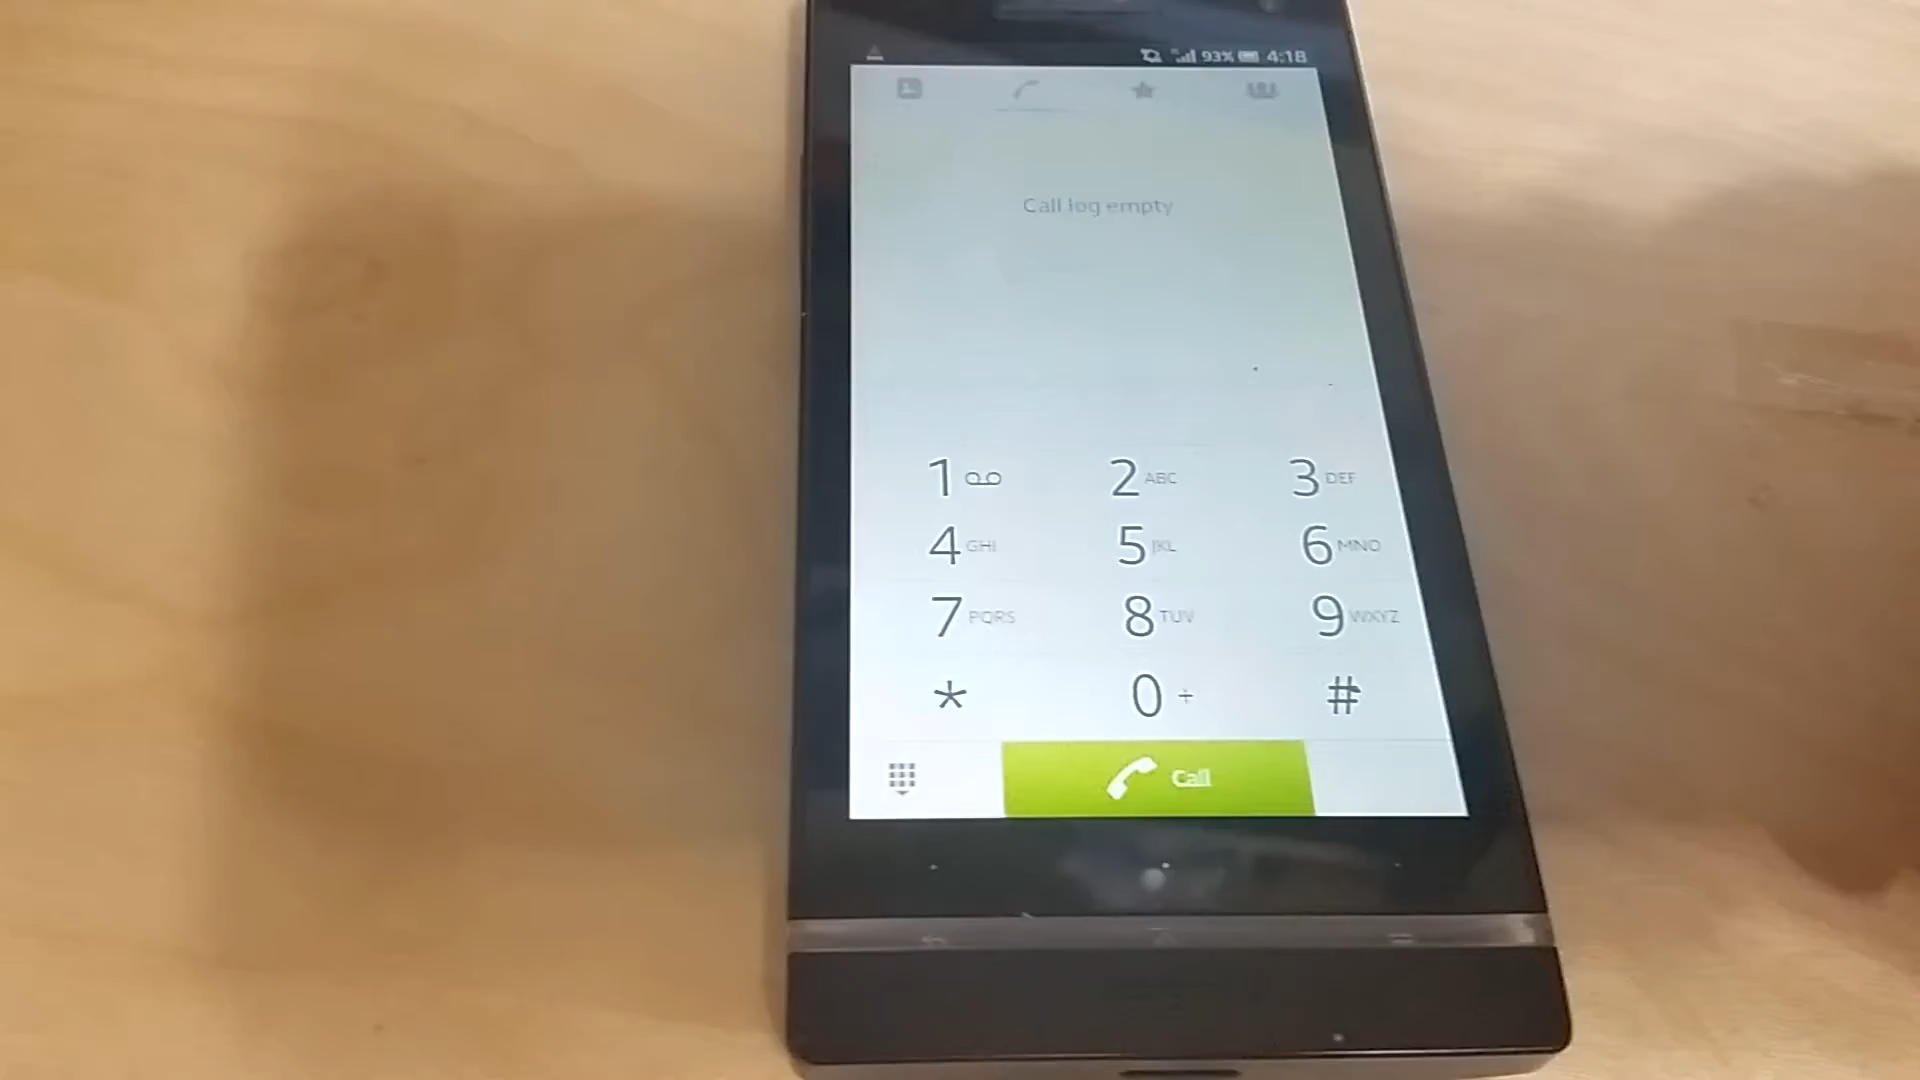 93% 4:18
Call log empty
1 2 ABC 3 DEF
4 GHI 5 JKL 6 MNO
7 PQRS 8 TUV 9 WXYZ
* 0 + #
Call